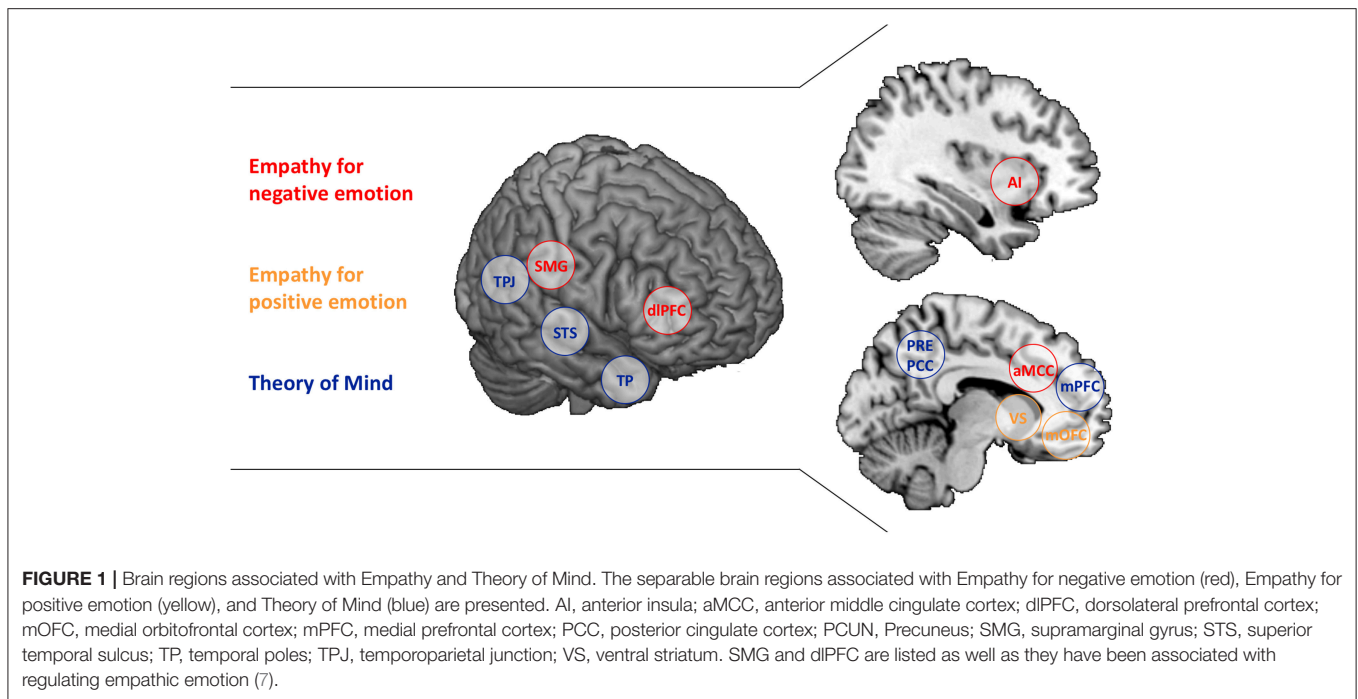 Empathy for
negative emotion
Empathy for
positive emotion
Theory of Mind
TPJ
SMG
STS
dlPFC
TP
AI
PRE
PCC
aMCC
mPFC
VS
mOFC
FIGURE 1 | Brain regions associated with Empathy and Theory of Mind. The separable brain regions associated with Empathy for negative emotion (red), Empathy for
positive emotion (yellow), and Theory of Mind (blue) are presented. AI, anterior insula; aMCC, anterior middle cingulate cortex; dlPFC, dorsolateral prefrontal cortex;
mOFC, medial orbitofrontal cortex; mPFC, medial prefrontal cortex; PCC, posterior cingulate cortex; PCUN, Precuneus; SMG, supramarginal gyrus; STS, superior
temporal sulcus; TP, temporal poles; TPJ, temporoparietal junction; VS, ventral striatum. SMG and dlPFC are listed as well as they have been associated with
regulating empathic emotion (7).